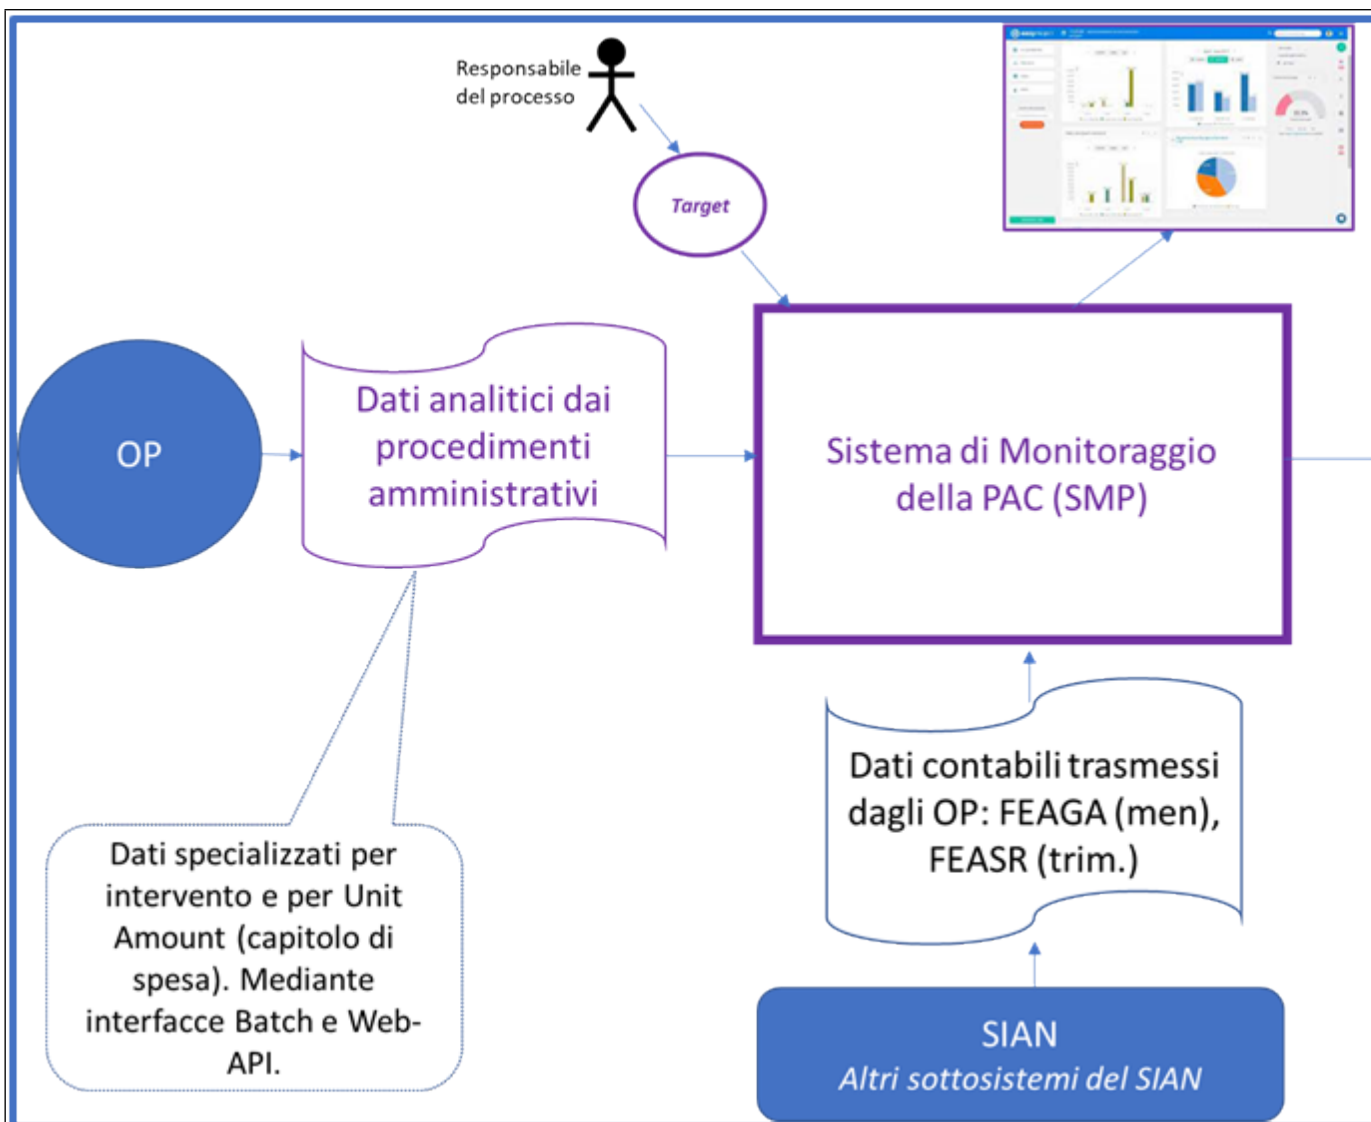 Responsabile
del processo
Target
OP
Dati analitici dai
procedimenti
amministrativi
Sistema di Monitoraggio
della PAC (SMP)
Dati contabili trasmessi
dagli OP: FEAGA (men),
FEASR (trim.)
Dati specializzati per
intervento e per Unit
Amount (capitolo di
spesa). Mediante
interfacce Batch e Web-
API.
SIAN
Altri sottosistemi del SIAN